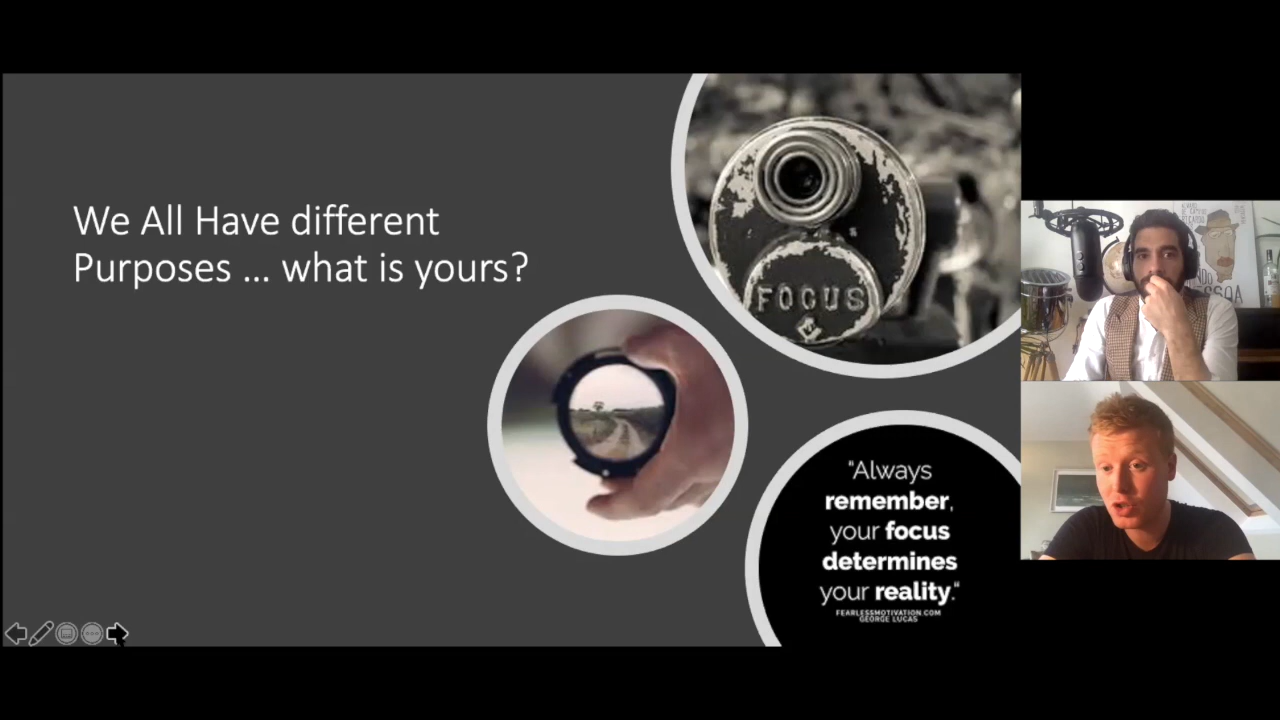 We All Have different
Purposes ... what is yours?
FOCUS
"Always
remember,
your focus
determines
your reality."
FEARLESSMOTIVATION.COM
GEORGE LUCAS